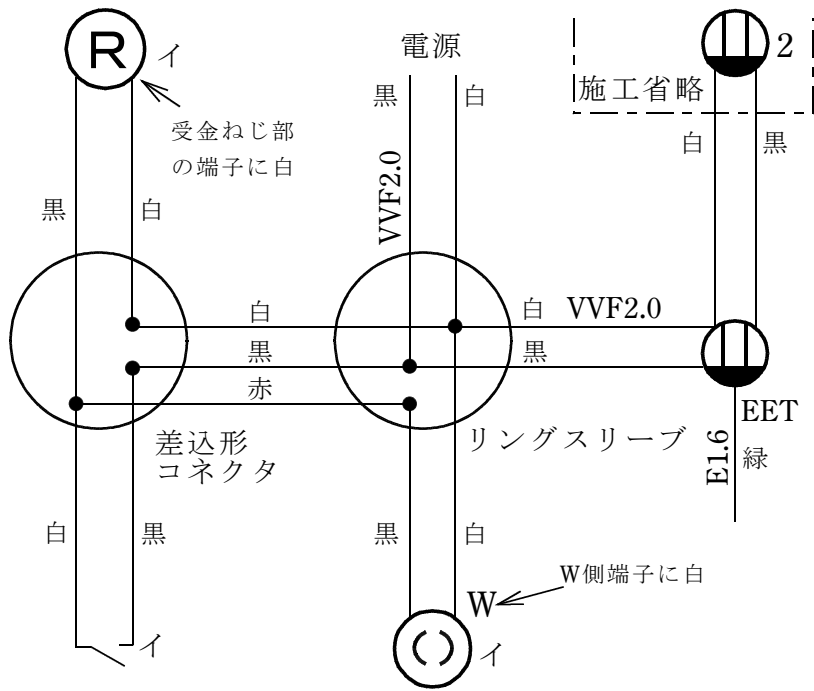 R イ
電源
2
施工省略
黒 白
受金ねじ部
の端子に白
白 黒
VVF2.0
黒 白
白
白 VVF2.0
黒
黒
赤
EET
差込形
コネクタ
リングスリーブ
E1.6
緑
白 黒
黒 白
W側端子に白
W
イ
イ